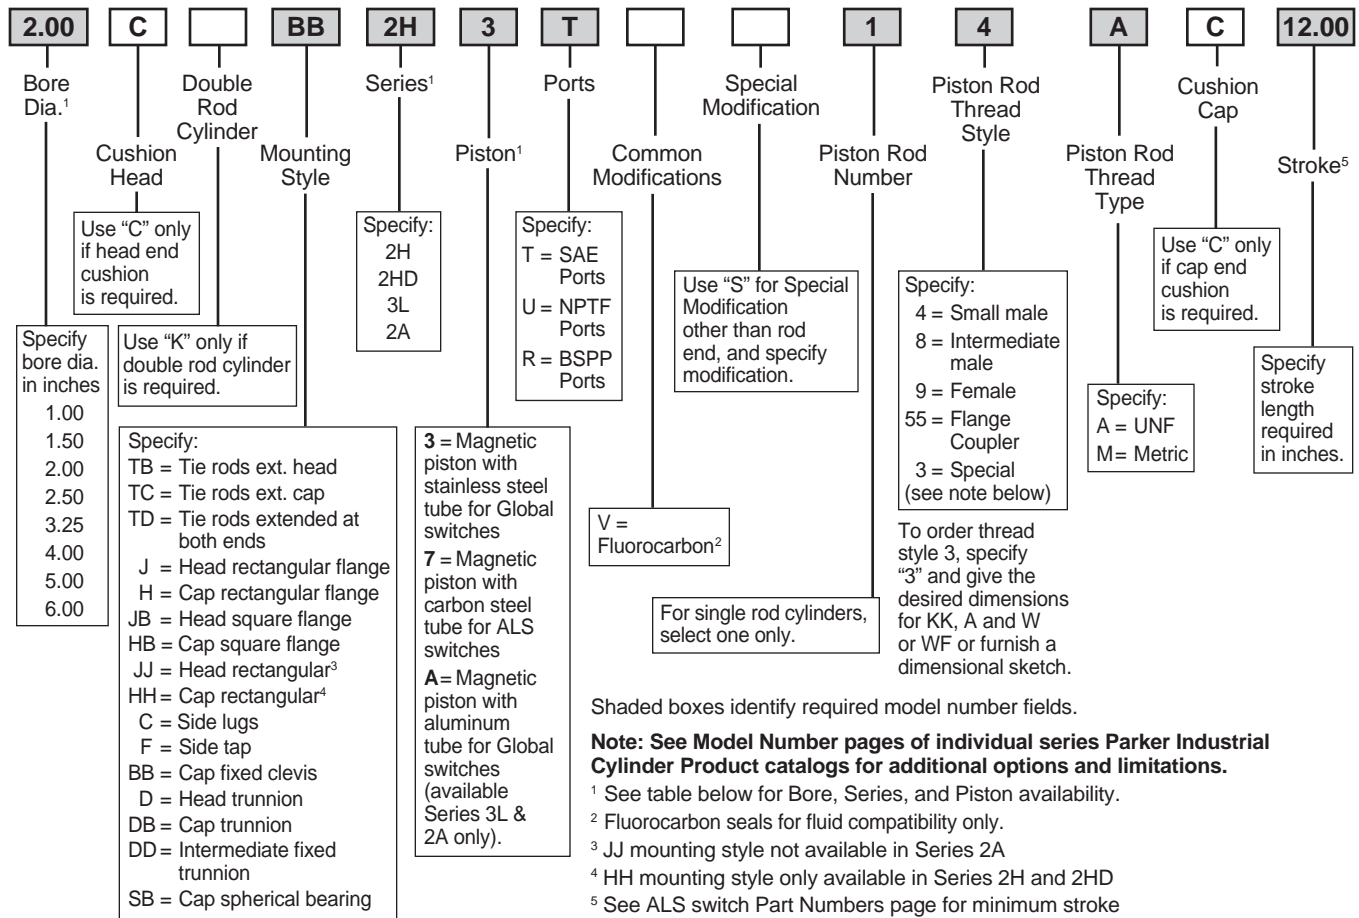 2.00 C BB 2H 3 T 1 4 A C 12.00
Bore
Dia.¹
Cushion
Head
Double
Rod
Cylinder
Mounting
Style
Series¹
Piston¹
Ports
Common
Modifications
Special
Modification
Piston Rod
Number
Piston Rod
Thread
Style
Piston Rod
Thread
Type
Cushion
Cap
Stroke⁵
Specify
bore dia.
in inches
1.00
1.50
2.00
2.50
3.25
4.00
5.00
6.00
Use “C” only
if head end
cushion
is required.
Use “K” only if
double rod cylinder
is required.
Specify:
TB = Tie rods ext. head
TC = Tie rods ext. cap
TD = Tie rods extended at
both ends
J = Head rectangular flange
H = Cap rectangular flange
JB = Head square flange
HB = Cap square flange
JJ = Head rectangular³
HH = Cap rectangular⁴
C = Side lugs
F = Side tap
BB = Cap fixed clevis
D = Head trunnion
DB = Cap trunnion
DD = Intermediate fixed
trunnion
SB = Cap spherical bearing
Specify:
2H
2HD
3L
2A
3 = Magnetic
piston with
stainless steel
tube for Global
switches
7 = Magnetic
piston with
carbon steel
tube for ALS
switches
A = Magnetic
piston with
aluminum
tube for Global
switches
(available
Series 3L &
2A only).
Specify:
T = SAE
Ports
U = NPTF
Ports
R = BSPP
Ports
V =
Fluorocarbon²
Use “S” for Special
Modification
other than rod
end, and specify
modification.
For single rod cylinders,
select one only.
Specify:
4 = Small male
8 = Intermediate
male
9 = Female
55 = Flange
Coupler
3 = Special
(see note below)
To order thread
style 3, specify
“3” and give the
desired dimensions
for KK, A and W
or WF or furnish a
dimensional sketch.
Specify:
A = UNF
M = Metric
Use “C” only
if cap end
cushion
is required.
Specify
stroke
length
required
in inches.
Shaded boxes identify required model number fields.
Note: See Model Number pages of individual series Parker Industrial
Cylinder Product catalogs for additional options and limitations.
¹ See table below for Bore, Series, and Piston availability.
² Fluorocarbon seals for fluid compatibility only.
³ JJ mounting style not available in Series 2A
⁴ HH mounting style only available in Series 2H and 2HD
⁵ See ALS switch Part Numbers page for minimum stroke